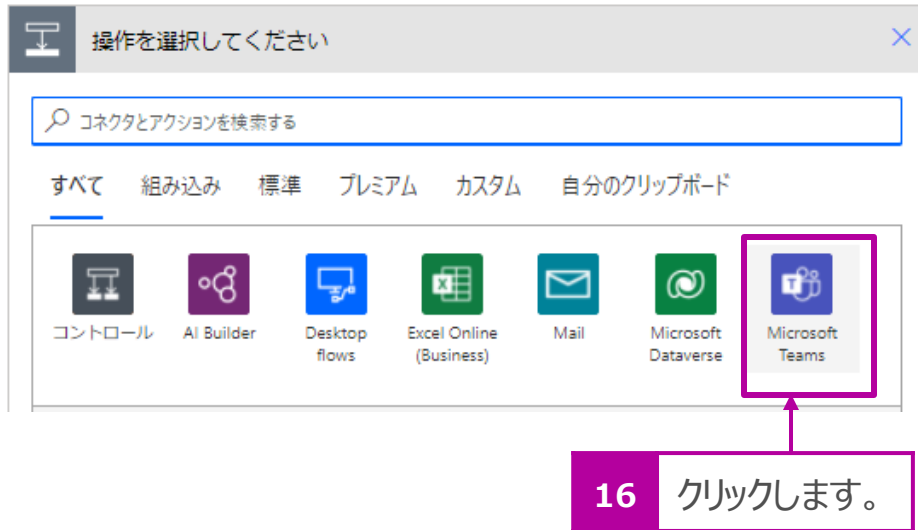 操作を選択してください
コネクタとアクションを検索する
すべて 組み込み 標準 プレミアム カスタム 自分のクリップボード
コントロール AI Builder Desktop flows Excel Online (Business) Mail Microsoft Dataverse Microsoft Teams
16 クリックします。